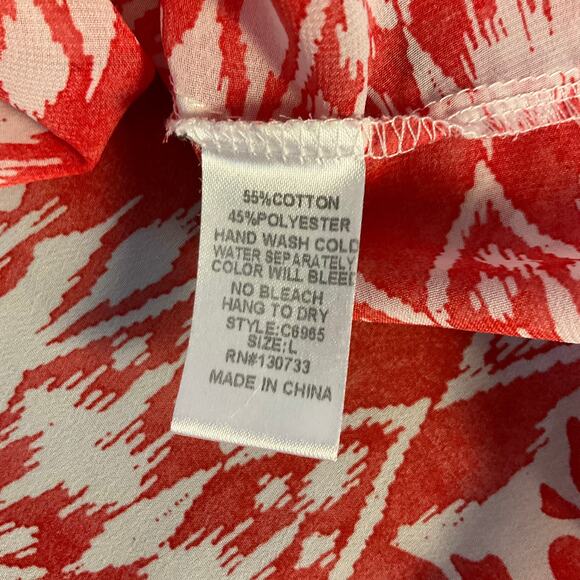 55%COTTON
45%POLYESTER
HAND WASH COLD
WATER SEPARATELY
COLOR WILL BLEED
NO BLEACH
HANG TO DRY
STYLE:C6965
SIZE:L
RN#130733
MADE IN CHINA